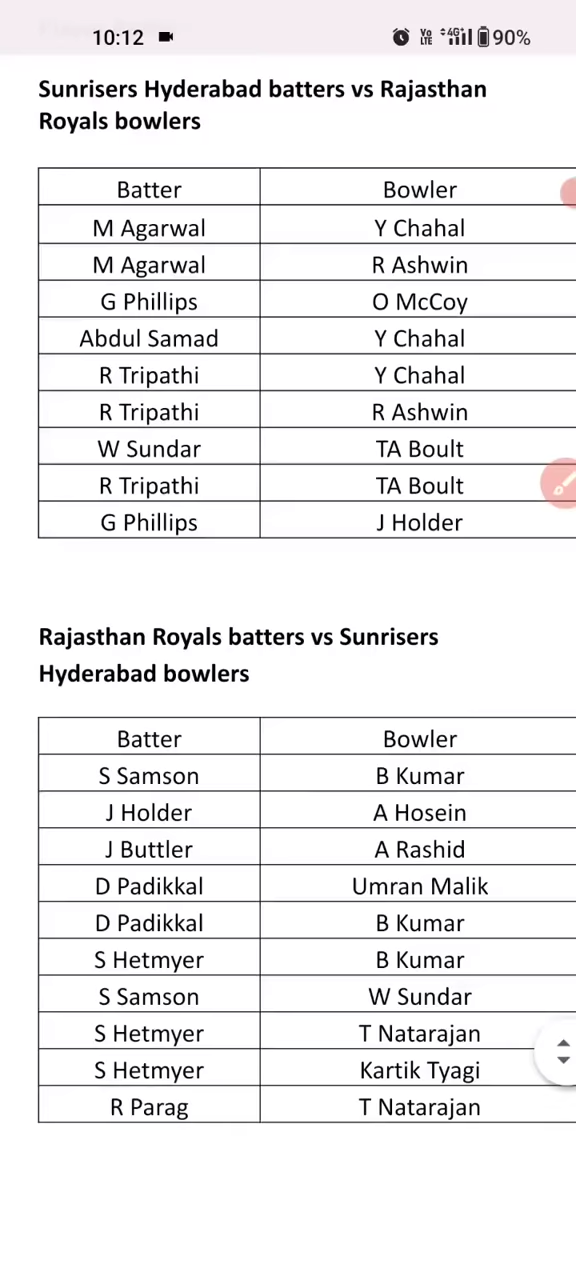 10:12
Vo LTE 4G 90%
Sunrisers Hyderabad batters vs Rajasthan
Royals bowlers
Batter Bowler
M Agarwal Y Chahal
M Agarwal R Ashwin
G Phillips O McCoy
Abdul Samad Y Chahal
R Tripathi Y Chahal
R Tripathi R Ashwin
W Sundar TA Boult
R Tripathi TA Boult
G Phillips J Holder
Rajasthan Royals batters vs Sunrisers
Hyderabad bowlers
Batter Bowler
S Samson B Kumar
J Holder A Hosein
J Buttler A Rashid
D Padikkal Umran Malik
D Padikkal B Kumar
S Hetmyer B Kumar
S Samson W Sundar
S Hetmyer T Natarajan
S Hetmyer Kartik Tyagi
R Parag T Natarajan